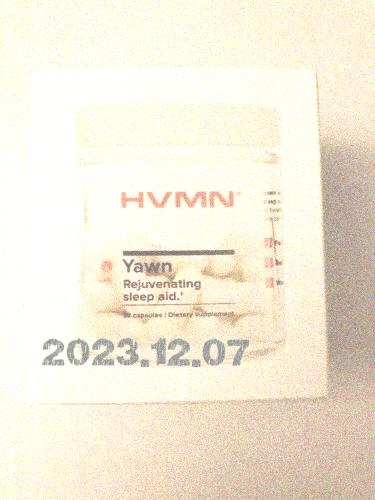 HVMN
Yawn
Rejuvenating
sleep aid.†
capsules | Dietary Supplement
2023.12.07